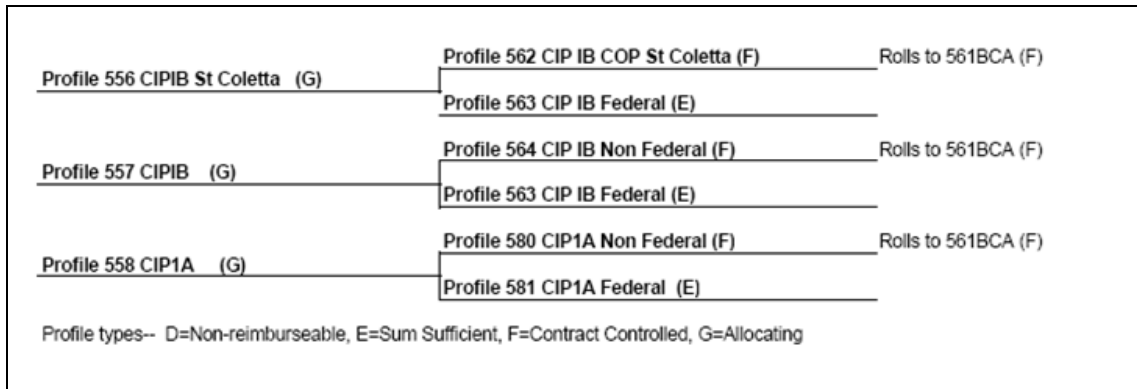 Profile 562 CIP IB COP St Coletta (F) Rolls to 561BCA (F)
Profile 556 CIPIB St Coletta (G)
Profile 563 CIP IB Federal (E)
Profile 564 CIP IB Non Federal (F) Rolls to 561BCA (F)
Profile 557 CIPIB (G)
Profile 563 CIP IB Federal (E)
Profile 580 CIP1A Non Federal (F) Rolls to 561BCA (F)
Profile 558 CIP1A (G)
Profile 581 CIP1A Federal (E)
Profile types-- D=Non-reimburseable, E=Sum Sufficient, F=Contract Controlled, G=Allocating